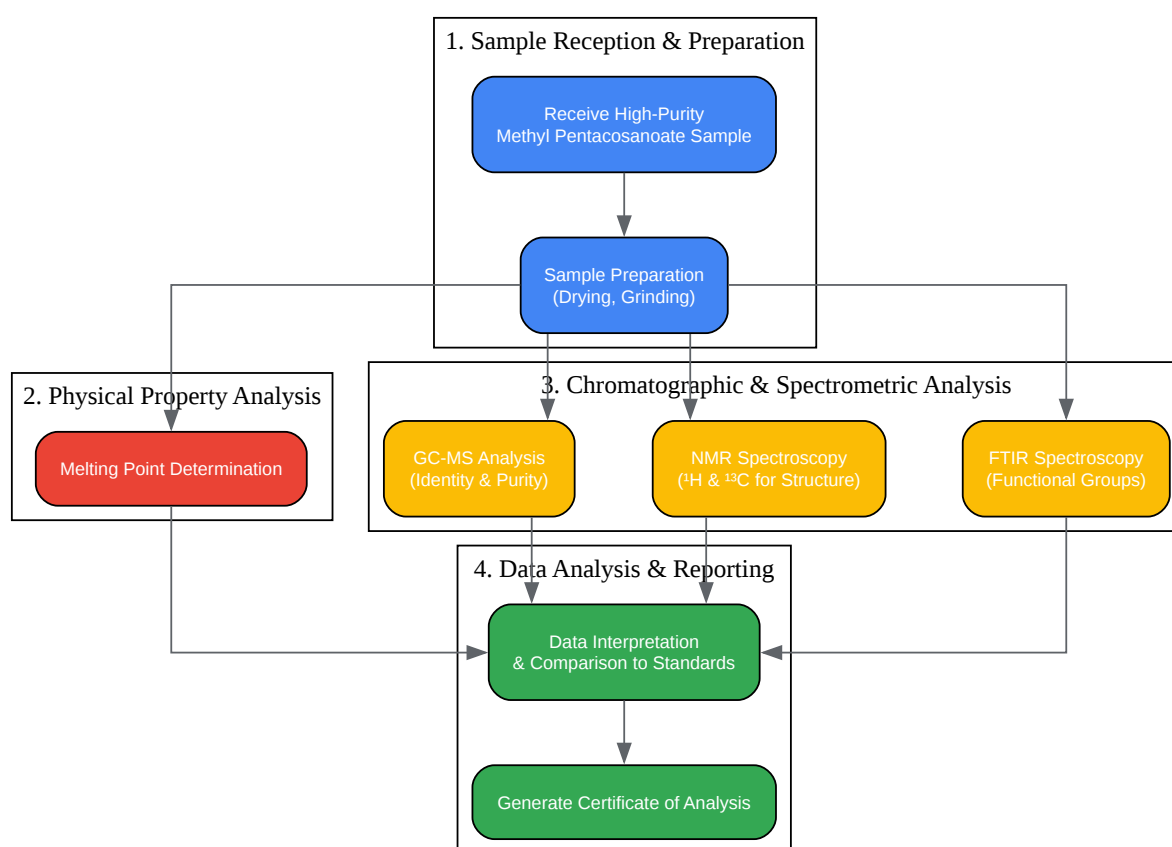 1. Sample Reception & Preparation
Receive High-Purity
Methyl Pentacosanoate Sample
Sample Preparation
(Drying, Grinding)
2. Physical Property Analysis
Melting Point Determination
3. Chromatographic & Spectrometric Analysis
GC-MS Analysis
(Identity & Purity)
NMR Spectroscopy
(¹H & ¹³C for Structure)
FTIR Spectroscopy
(Functional Groups)
4. Data Analysis & Reporting
Data Interpretation
& Comparison to Standards
Generate Certificate of Analysis